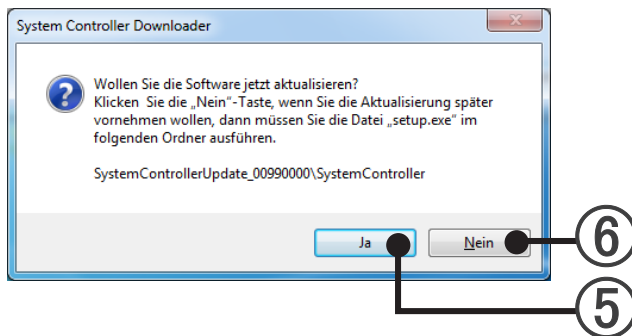 System Controller Downloader
Wollen Sie die Software jetzt aktualisieren?
Klicken Sie die „Nein“-Taste, wenn Sie die Aktualisierung später
vornehmen wollen, dann müssen Sie die Datei „setup.exe“ im
folgenden Ordner ausführen.
SystemControllerUpdate_00990000\SystemController
Ja Nein
⑥
⑤